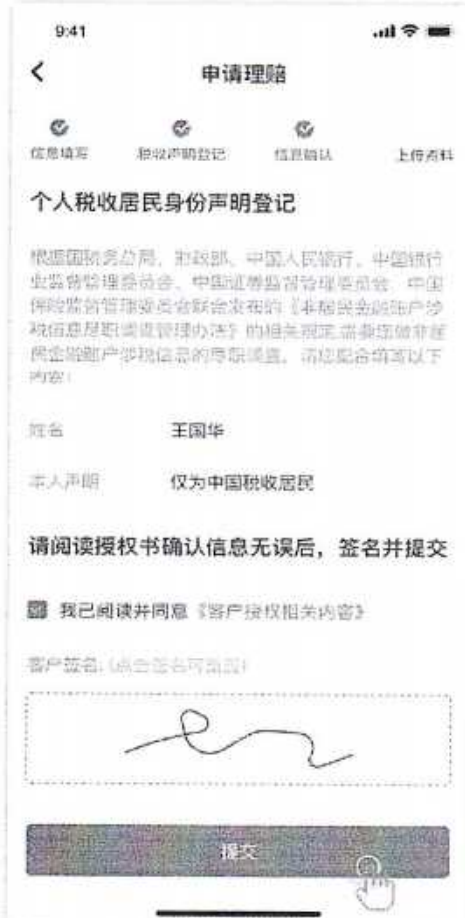 9:41
申请理赔
信息填写 税收声明登记 信息确认 上传资料
个人税收居民身份声明登记
根据国税务总局、财政部、中国人民银行、中国银行
业监督管理委员会、中国证券监督管理委员会、中国
保险监督管理委员会联合发布的《非居民金融账户涉
税信息尽职调查管理办法》的相关规定,需要您做非居
民金融账户涉税信息的尽职调查，请您配合填写以下
内容:
姓名 王国华
本人声明 仅为中国税收居民
请阅读授权书确认信息无误后，签名并提交
我已阅读并同意《客户授权相关内容》
客户签名:(点击签名可重置)
提交